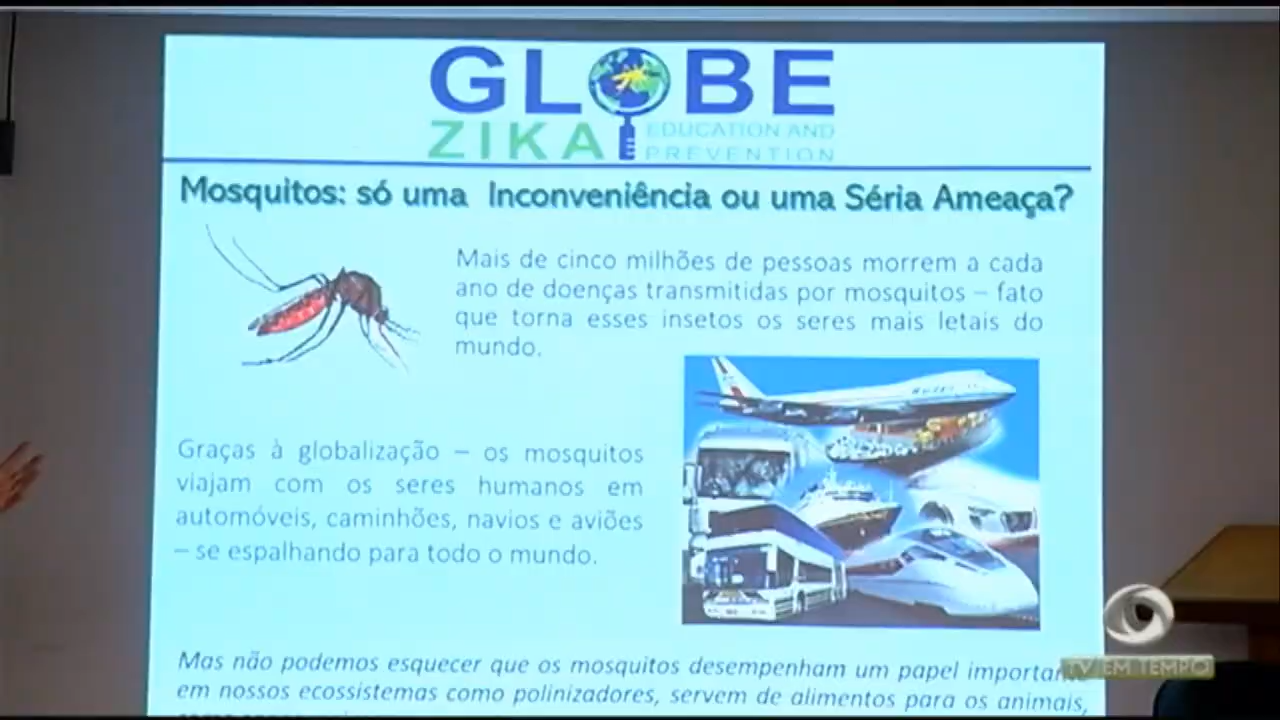 GLOBE
ZIKA EDUCATION AND
PREVENTION
Mosquitos: só uma Inconveniência ou uma Séria Ameaça?
Mais de cinco milhões de pessoas morrem a cada
ano de doenças transmitidas por mosquitos – fato
que torna esses insetos os seres mais letais do
mundo.
Graças à globalização – os mosquitos
viajam com os seres humanos em
automóveis, caminhões, navios e aviões
– se espalhando para todo o mundo.
Mas não podemos esquecer que os mosquitos desempenham um papel
em nossos ecossistemas como polinizadores, servem de alimentos para os animais,
TV EM TEMPO